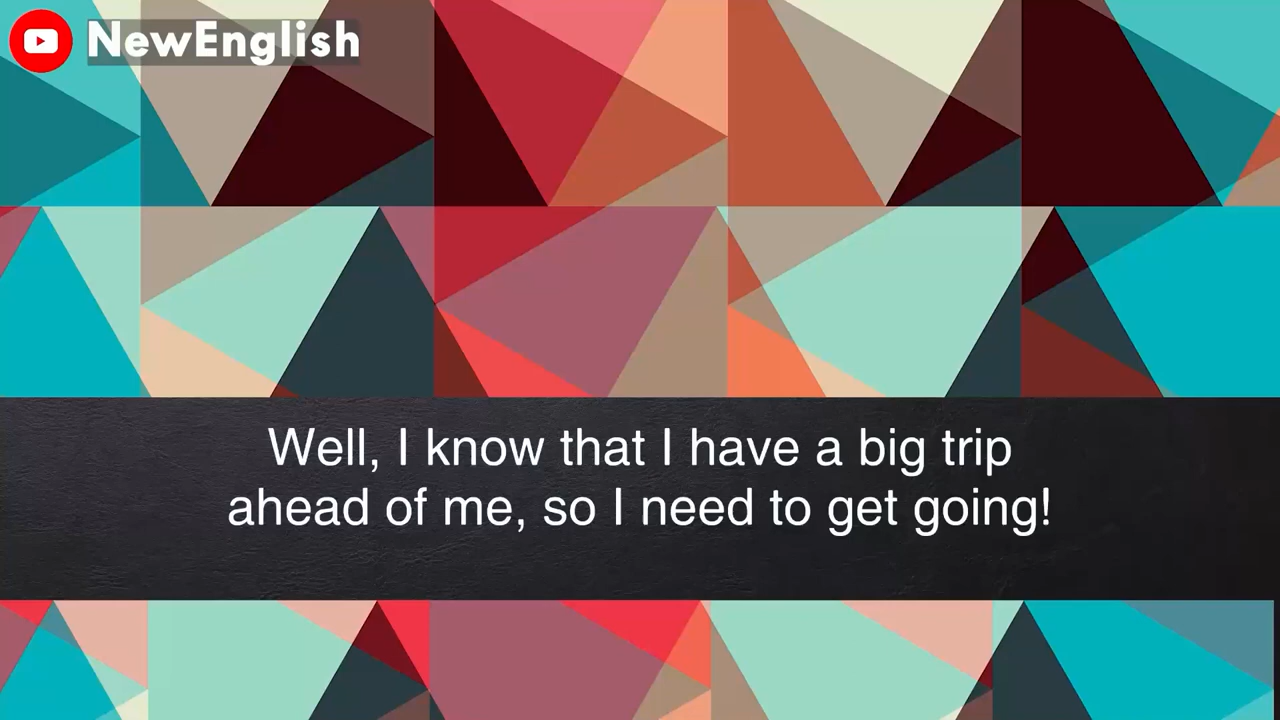 NewEnglish
Well, I know that I have a big trip
ahead of me, so I need to get going!